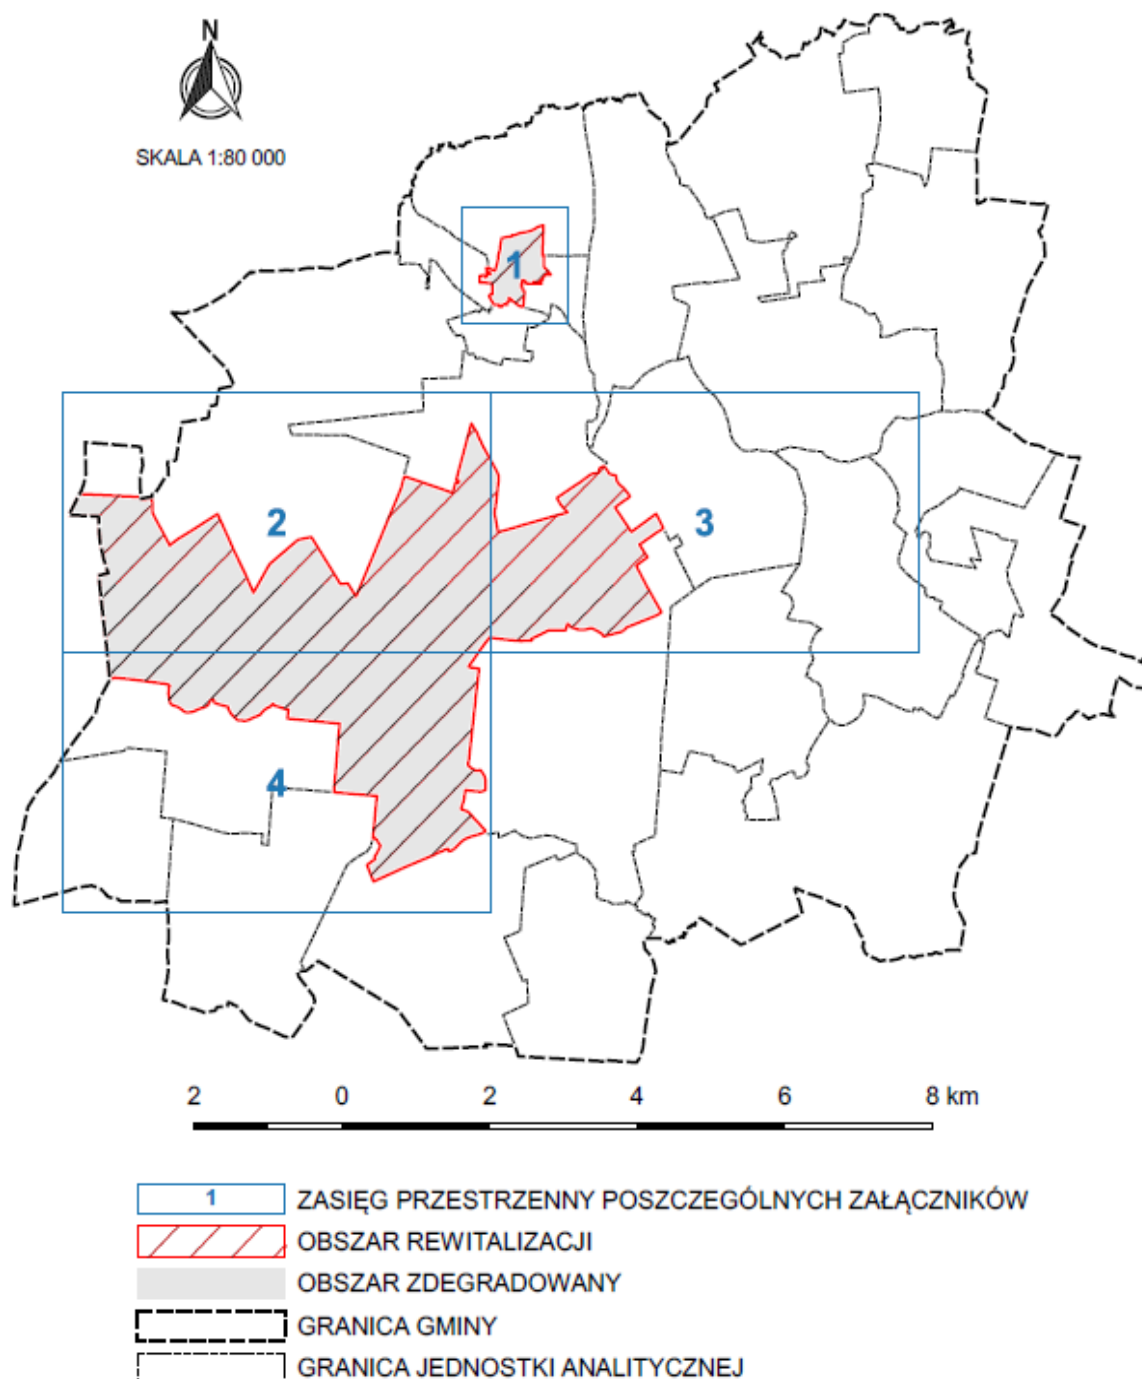 N
SKALA 1:80 000
1
2
3
4
2 0 2 4 6 8 km
1 ZASIĘG PRZESTRZENNY POSZCZEGÓLNYCH ZAŁĄCZNIKÓW
OBSZAR REWITALIZACJI
OBSZAR ZDEGRADOWANY
GRANICA GMINY
GRANICA JEDNOSTKI ANALITYCZNEJ